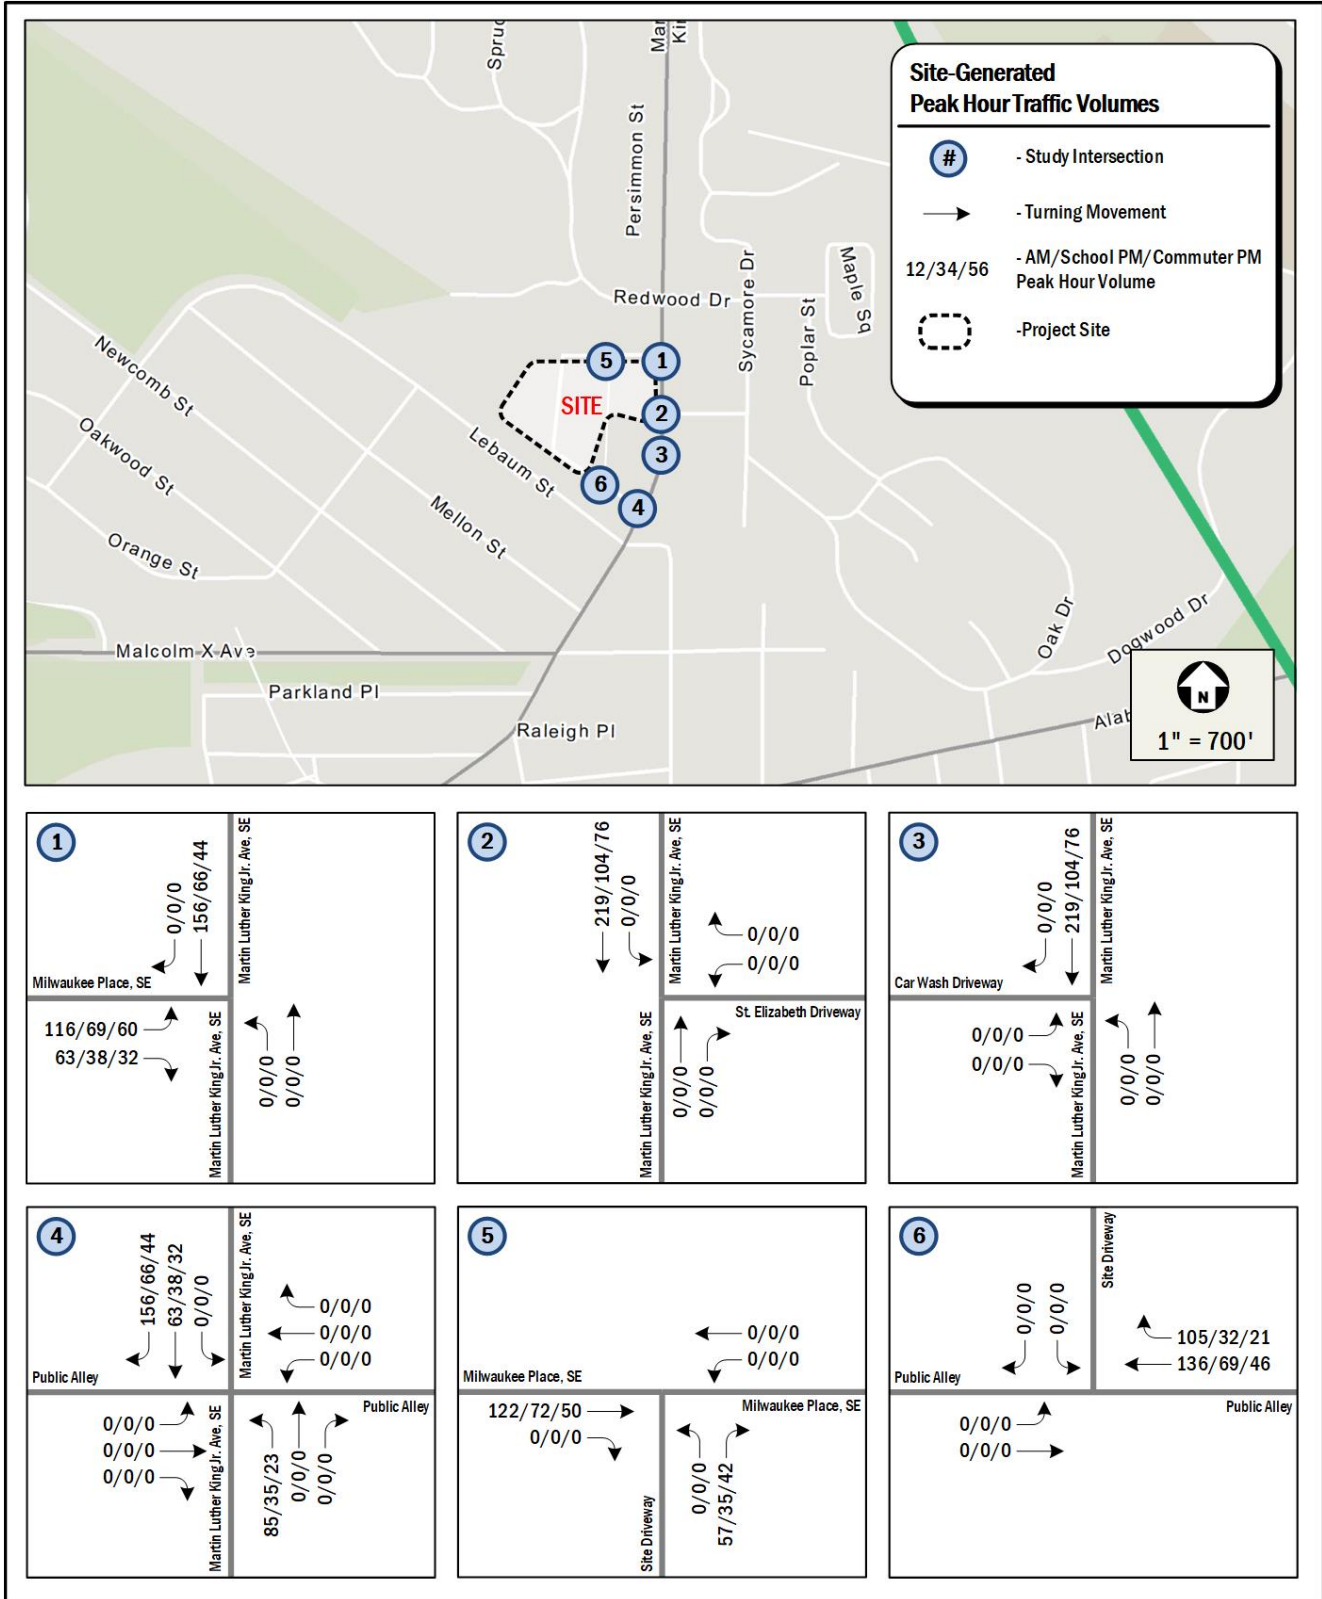 Spruc
Mar
Kin
Persimmon St
Site-Generated
Peak Hour Traffic Volumes
#
- Study Intersection
- Turning Movement
12/34/56
- AM/School PM/Commuter PM
Peak Hour Volume
-Project Site
Redwood Dr
Sycamore Dr
Maple Sq
Poplar St
Newcomb St
Oakwood St
Orange St
Lebaum St
Mellon St
SITE
5
1
2
3
6
4
Malcolm X Ave
Parkland Pl
Raleigh Pl
Oak Dr
Dogwood Dr
Alab
N
1" = 700'
1
0/0/0
156/66/44
Martin Luther King Jr. Ave, SE
Milwaukee Place, SE
116/69/60
63/38/32
Martin Luther King Jr. Ave, SE
0/0/0
0/0/0
2
219/104/76
0/0/0
Martin Luther King Jr. Ave, SE
0/0/0
0/0/0
St. Elizabeth Driveway
Martin Luther King Jr. Ave, SE
0/0/0
0/0/0
3
0/0/0
219/104/76
Martin Luther King Jr. Ave, SE
Car Wash Driveway
0/0/0
0/0/0
Martin Luther King Jr. Ave, SE
0/0/0
0/0/0
4
156/66/44
63/38/32
0/0/0
Martin Luther King Jr. Ave, SE
0/0/0
0/0/0
0/0/0
Public Alley
Public Alley
0/0/0
0/0/0
0/0/0
Martin Luther King Jr. Ave, SE
85/35/23
0/0/0
0/0/0
5
0/0/0
0/0/0
Milwaukee Place, SE
122/72/50
0/0/0
Milwaukee Place, SE
Site Driveway
0/0/0
57/35/42
6
0/0/0
0/0/0
Site Driveway
105/32/21
136/69/46
Public Alley
Public Alley
0/0/0
0/0/0